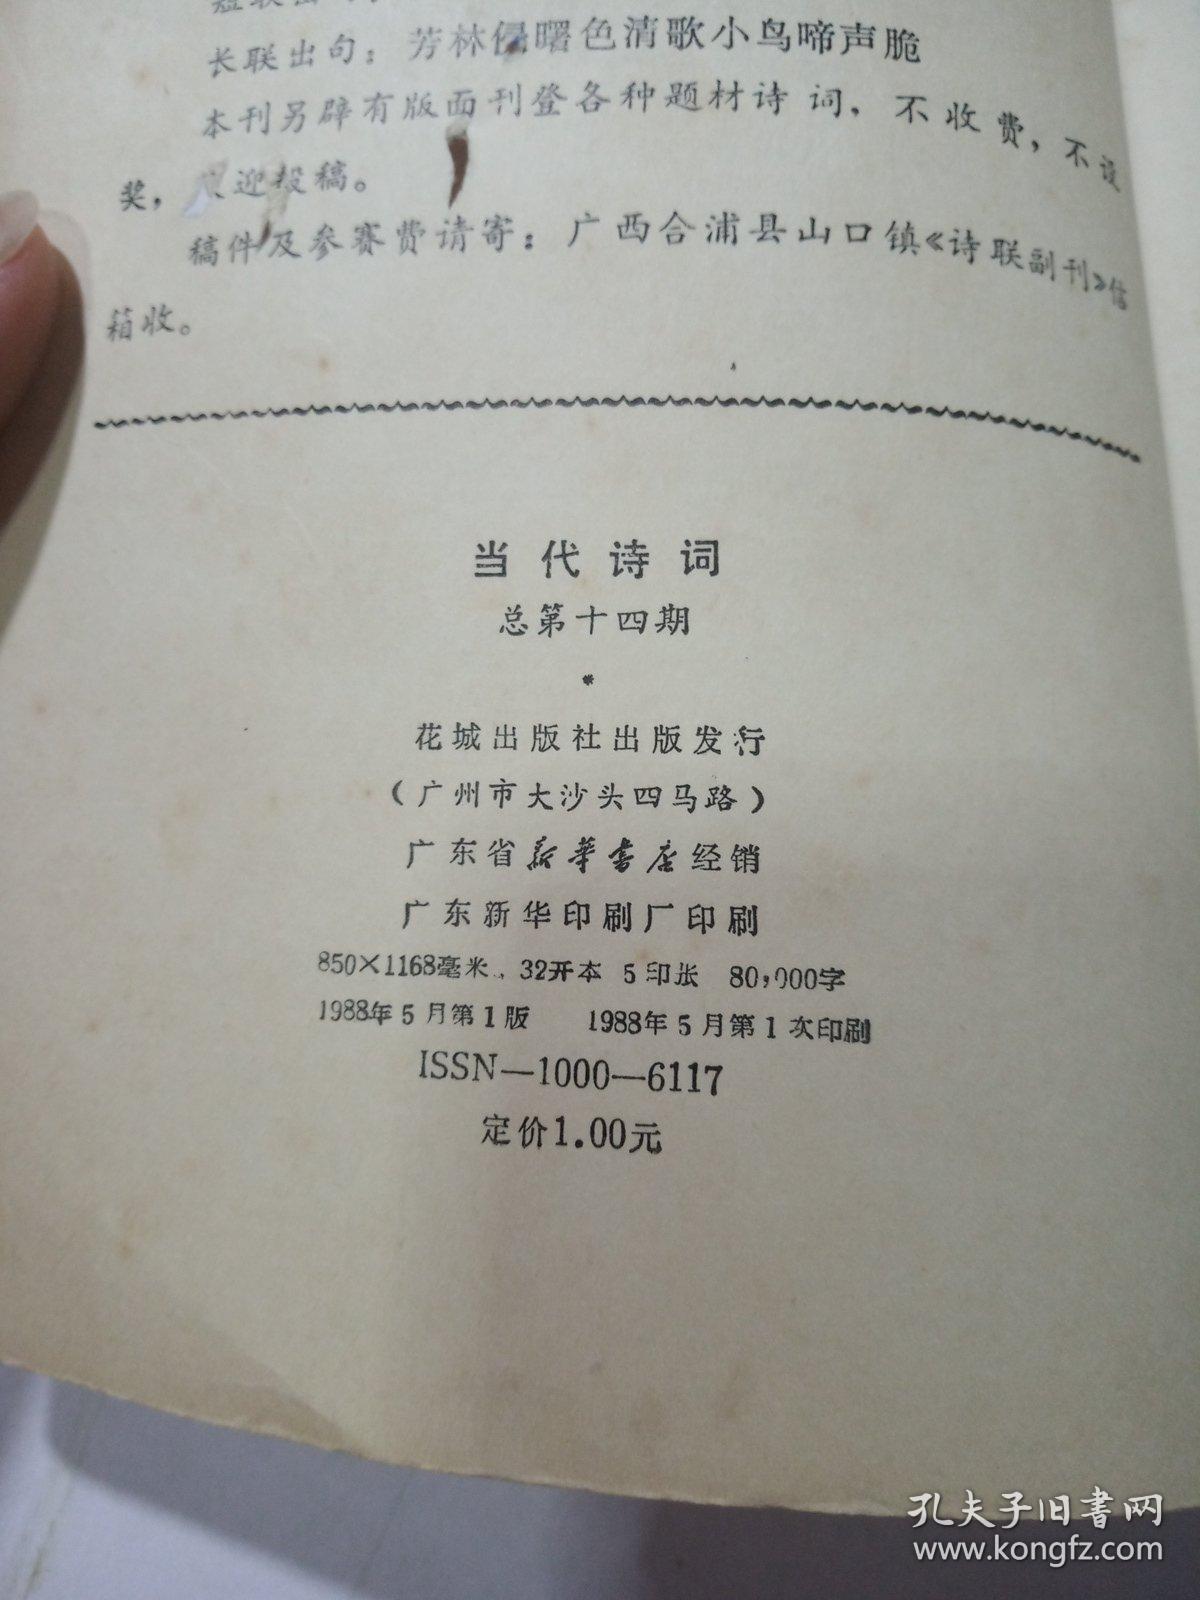 短联出句
长联出句：芳林侵曙色清歌小鸟啼声脆
本刊另辟有版面刊登各种题材诗词，不收费，不设
奖，迎投稿。
稿件及参赛费请寄：广西合浦县山口镇《诗联副刊》信
箱收。
当代诗词
总第十四期
*
花城出版社出版发行
（广州市大沙头四马路）
广东省新華書店经销
广东新华印刷厂印刷
850×1168毫米 32开本 5印张 80,000字
1988年5月第1版 1988年5月第1次印刷
ISSN—1000—6117
定价1.00元
孔夫子旧书网
www.kongfz.com